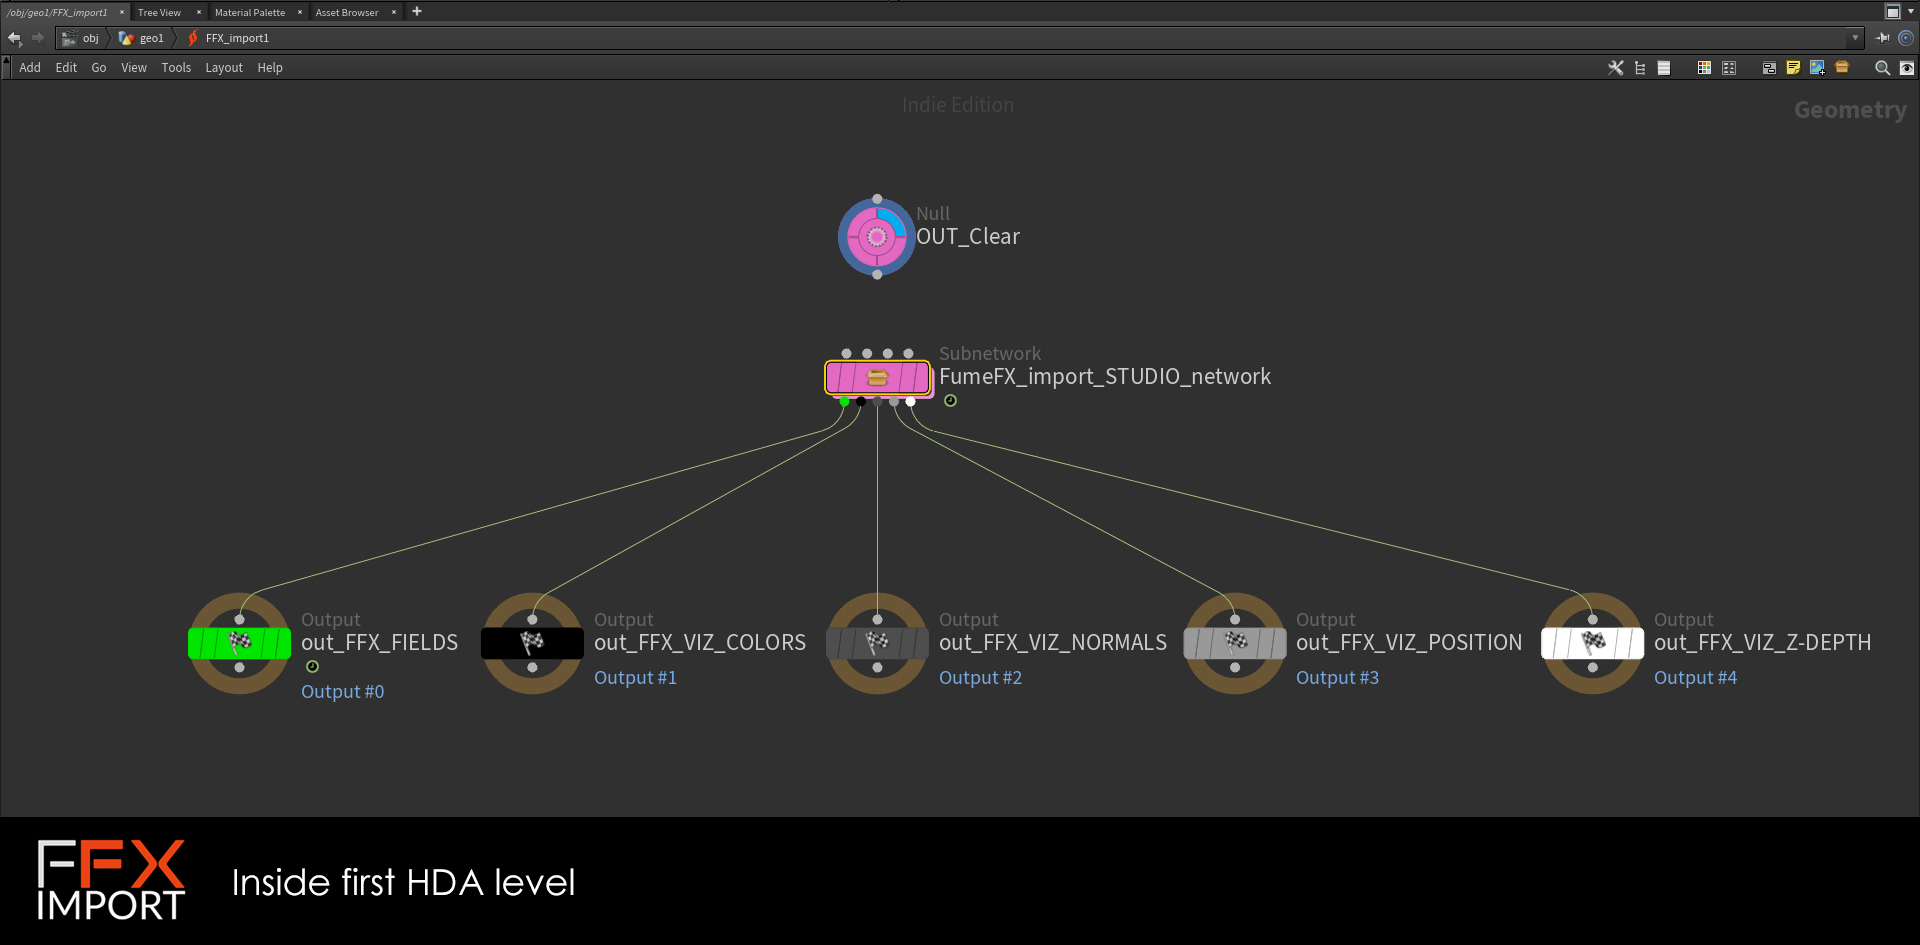 /obj/geo1/FFX_import1 × Tree View × Material Palette × Asset Browser × +
obj geo1 FFX_import1
Add Edit Go View Tools Layout Help
Indie Edition
Geometry
Null
OUT_Clear
Subnetwork
FumeFX_import_STUDIO_network
Output
out_FFX_FIELDS
Output #0
Output
out_FFX_VIZ_COLORS
Output #1
Output
out_FFX_VIZ_NORMALS
Output #2
Output
out_FFX_VIZ_POSITION
Output #3
Output
out_FFX_VIZ_Z-DEPTH
Output #4
FFX
IMPORT
Inside first HDA level